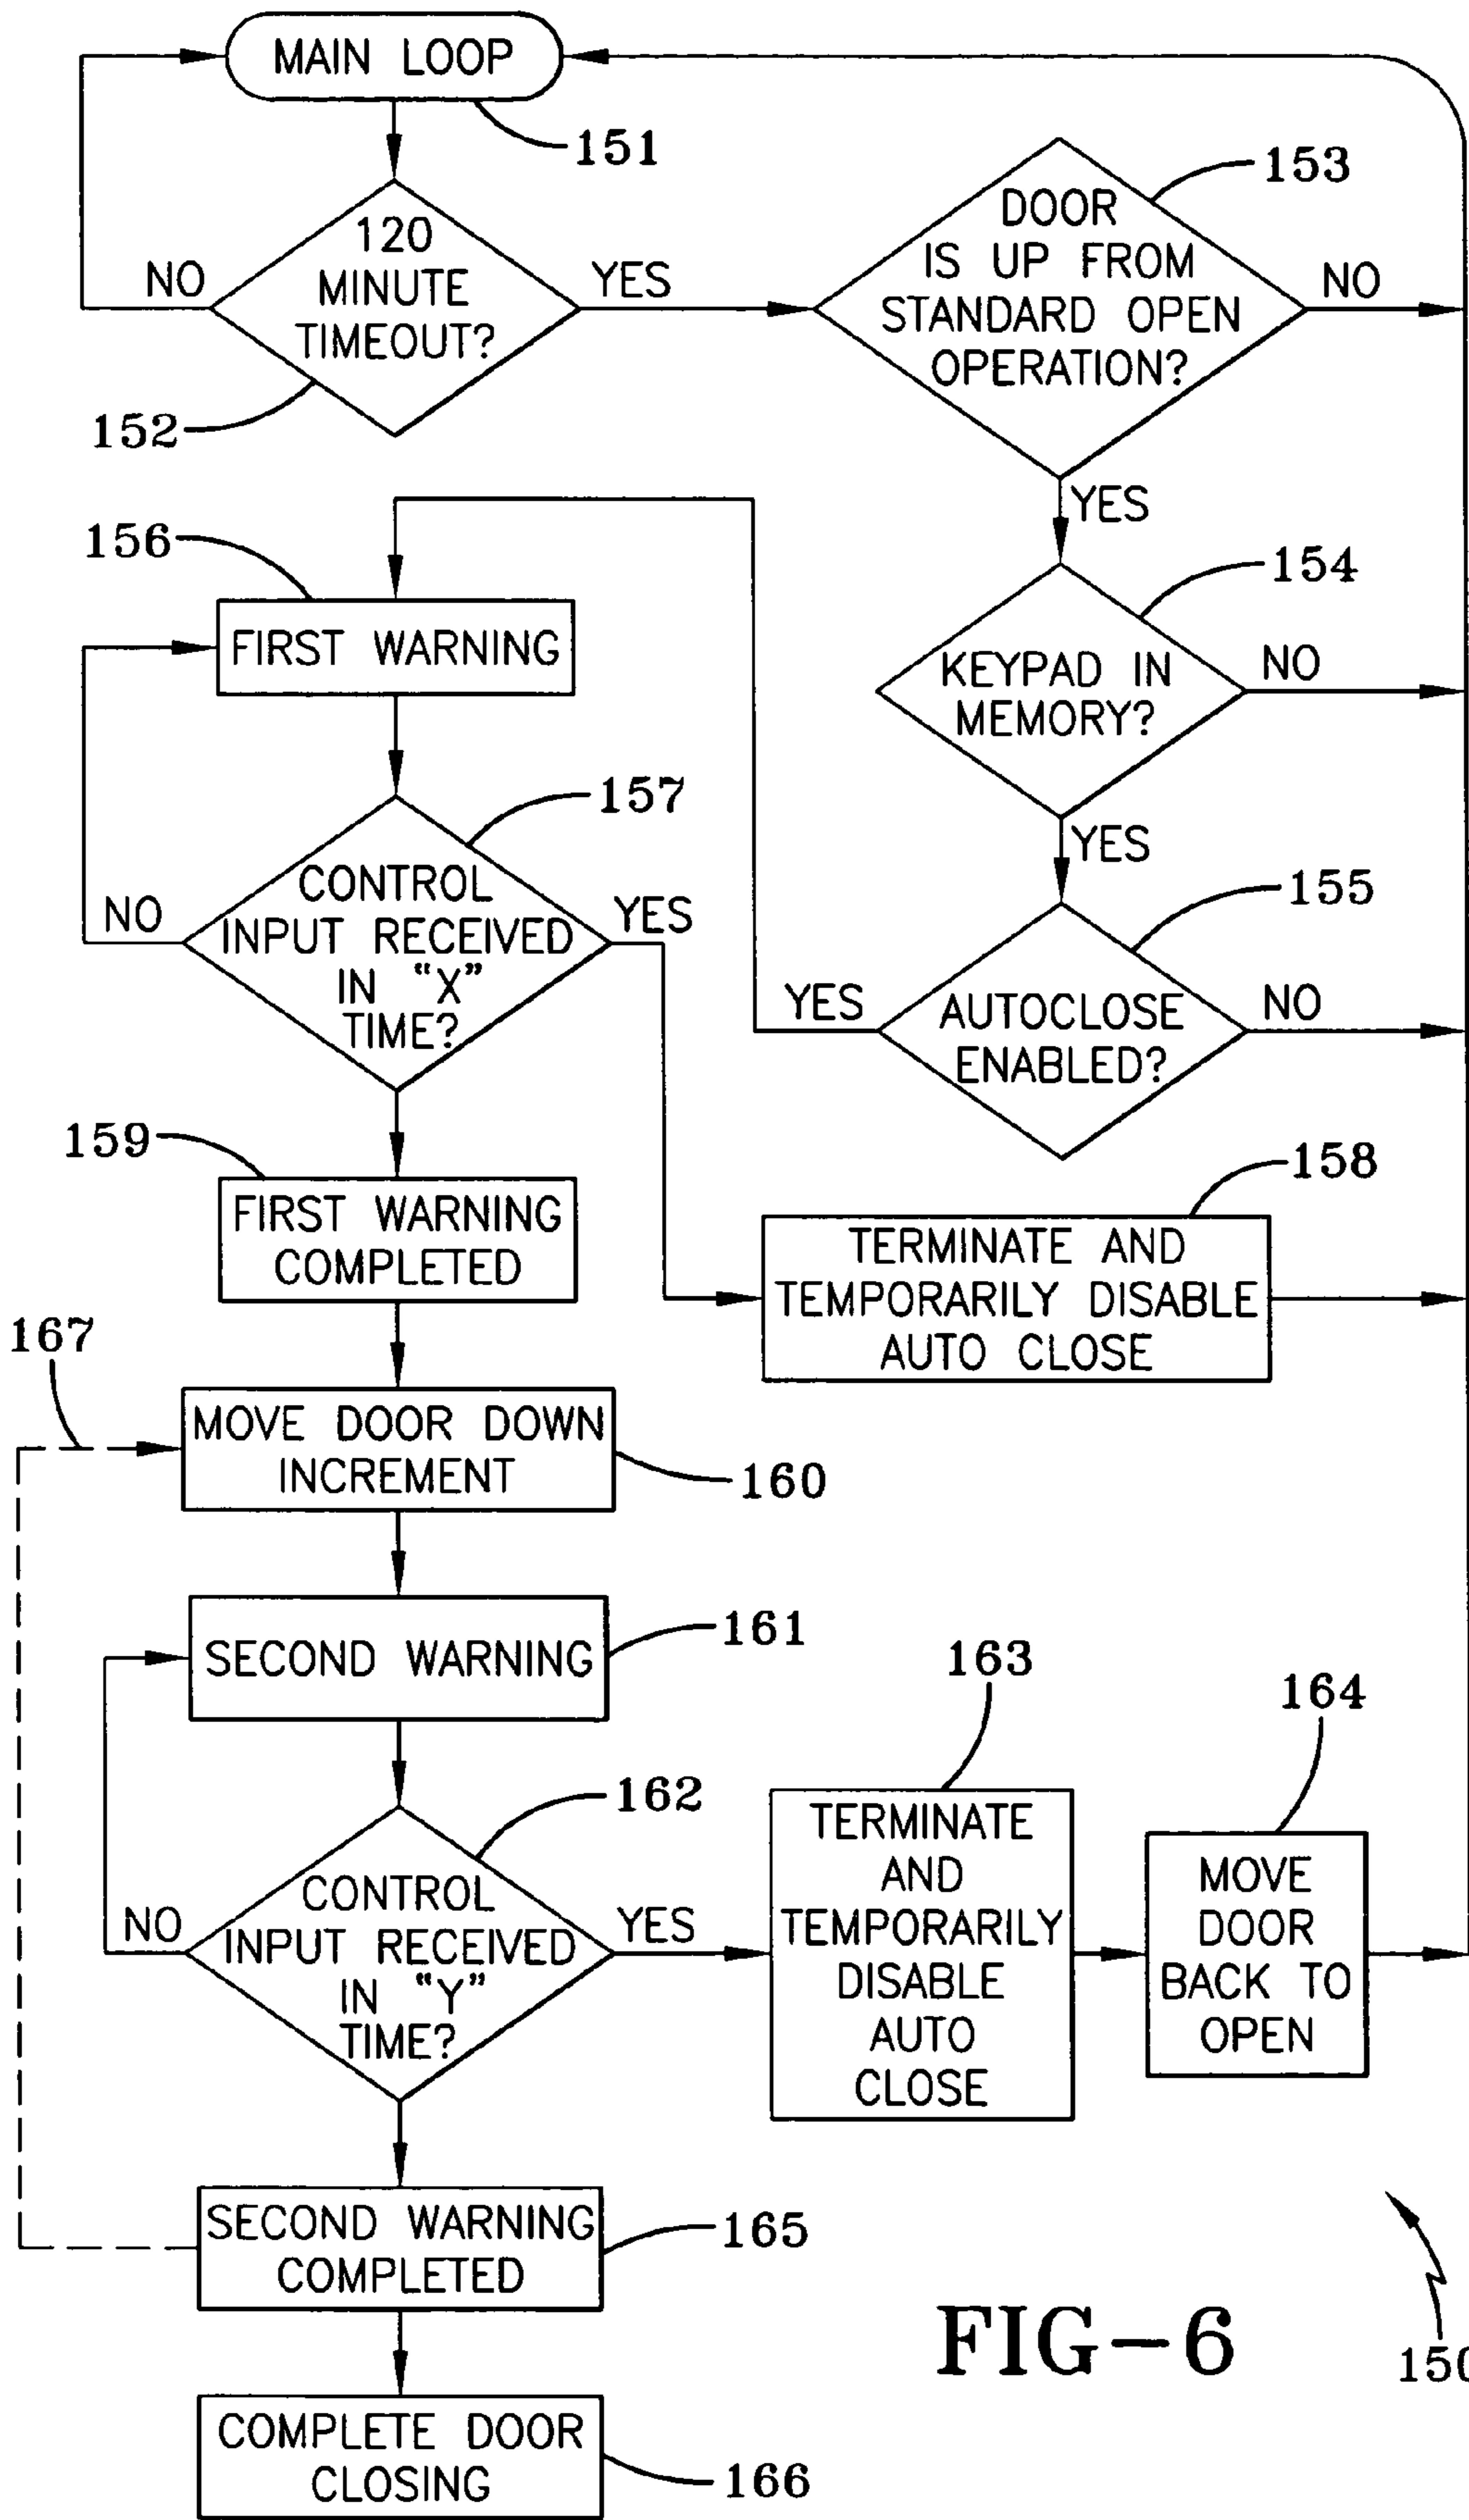 MAIN LOOP
151
120
MINUTE
TIMEOUT?
NO
YES
152
153
DOOR
IS UP FROM
STANDARD OPEN
OPERATION?
NO
YES
154
KEYPAD IN
MEMORY?
NO
YES
155
AUTOCLOSE
ENABLED?
YES
NO
156
FIRST WARNING
157
CONTROL
INPUT RECEIVED
IN “X”
TIME?
NO
YES
158
TERMINATE AND
TEMPORARILY DISABLE
AUTO CLOSE
159
FIRST WARNING
COMPLETED
167
MOVE DOOR DOWN
INCREMENT
160
SECOND WARNING
161
162
CONTROL
INPUT RECEIVED
IN “Y”
TIME?
NO
YES
163
TERMINATE
AND
TEMPORARILY
DISABLE
AUTO
CLOSE
164
MOVE
DOOR
BACK TO
OPEN
SECOND WARNING
COMPLETED
165
COMPLETE DOOR
CLOSING
166
FIG-6
150